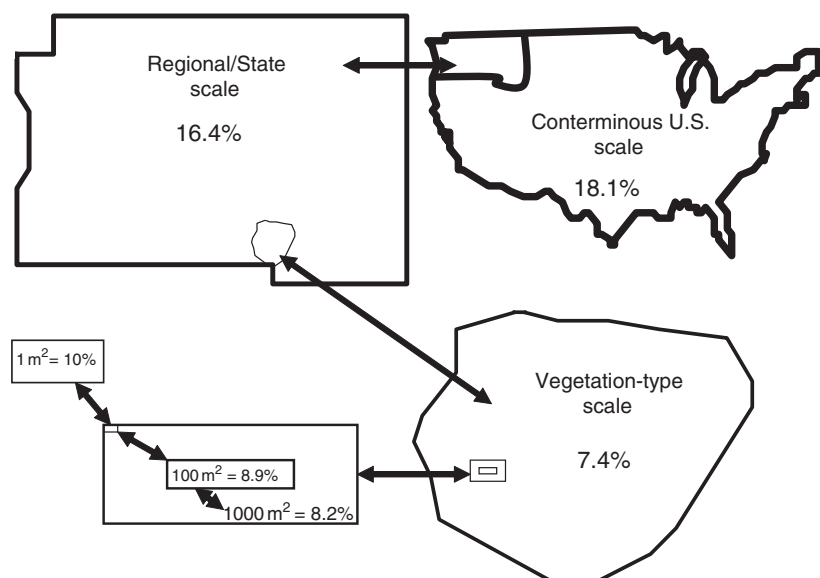 Regional/State
scale
16.4%
Conterminous U.S.
scale
18.1%
1 m² = 10%
100 m² = 8.9%
1000 m² = 8.2%
Vegetation-type
scale
7.4%